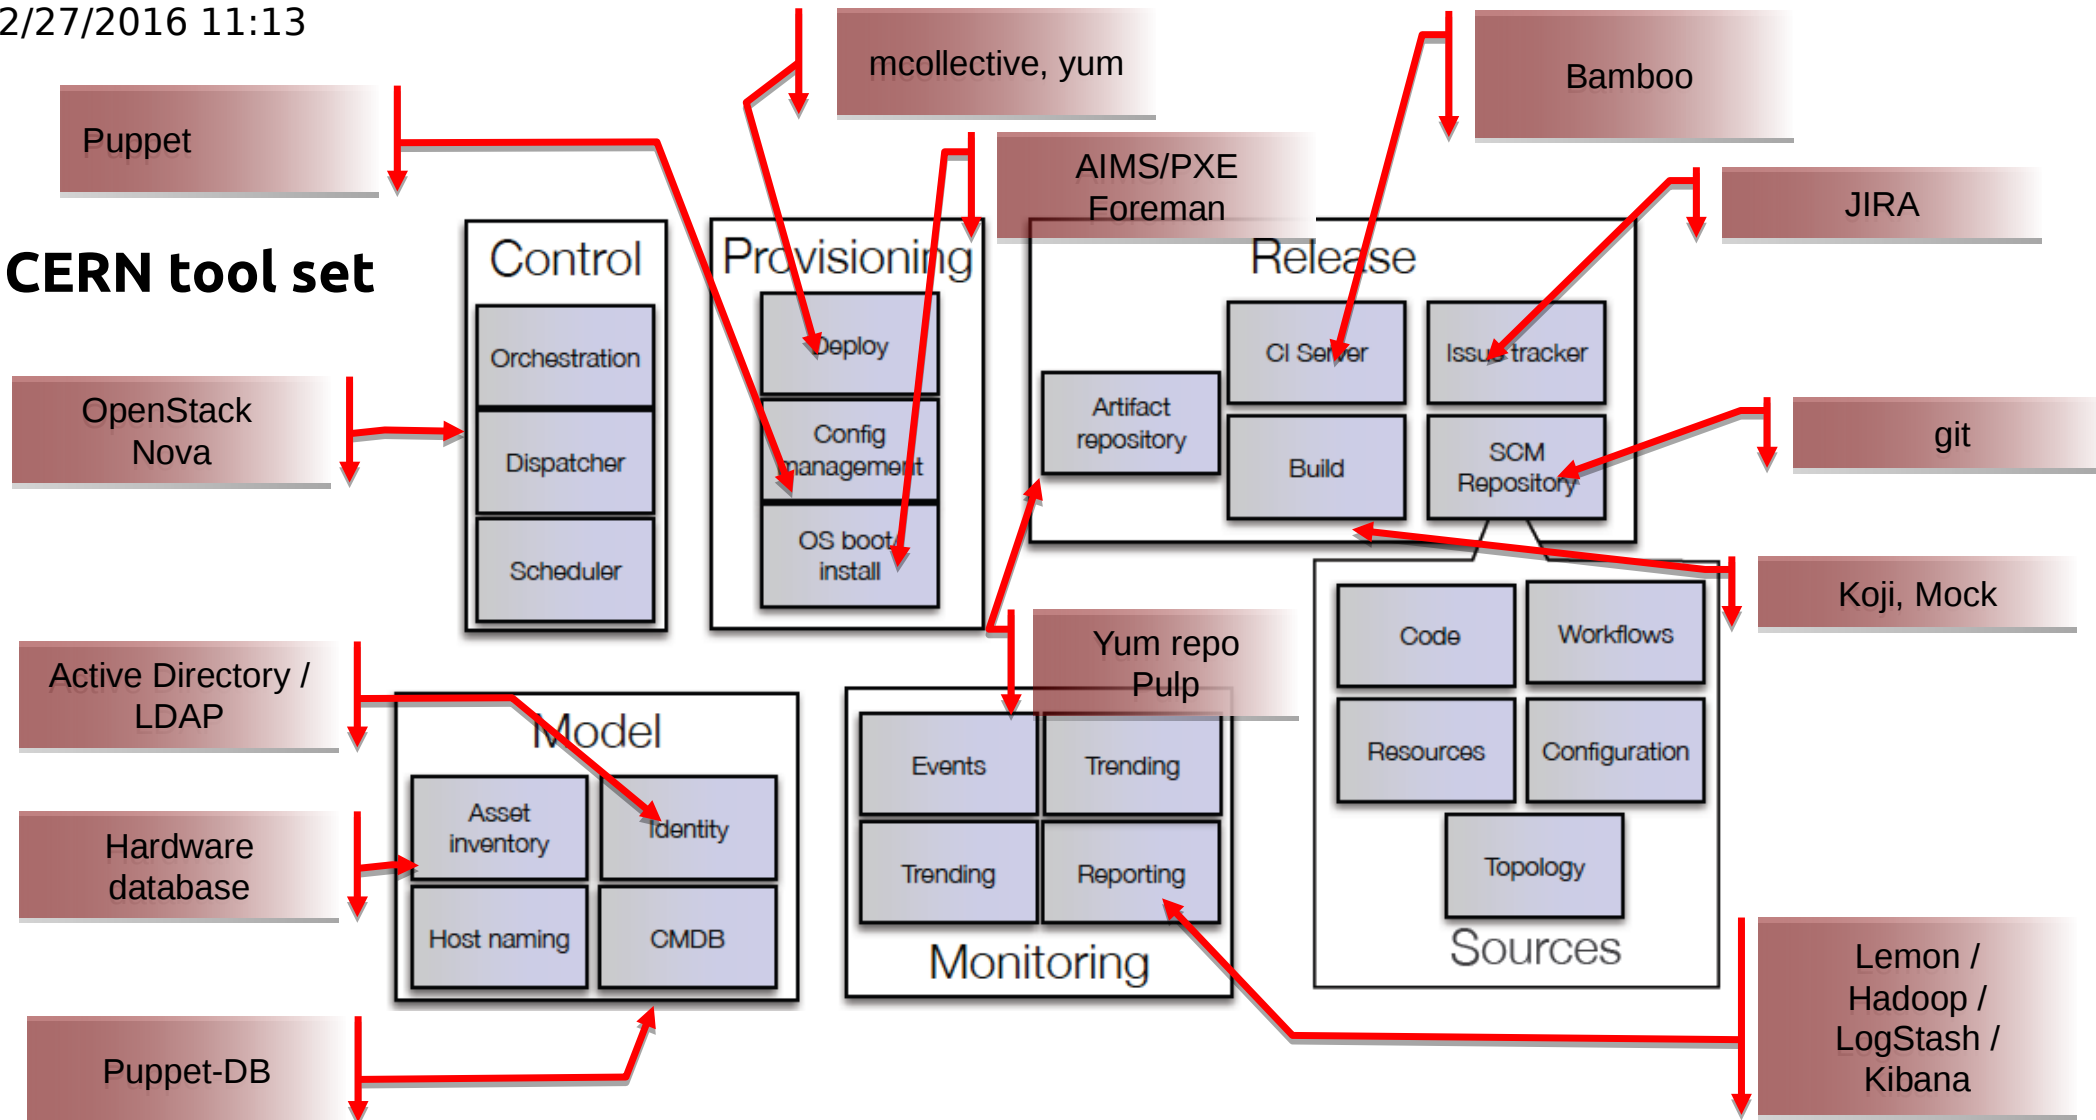 2/27/2016 11:13
mcollective, yum
Bamboo
Puppet
AIMS/PXE
Foreman
JIRA
CERN tool set
Control
Orchestration
Dispatcher
Scheduler
Provisioning
Deploy
Config
management
OS boot/
install
Release
CI Server
Issue tracker
Artifact
repository
Build
SCM
Repository
OpenStack
Nova
git
Koji, Mock
Active Directory /
LDAP
Yum repo
Pulp
Model
Asset
inventory
Identity
Host naming
CMDB
Events
Trending
Trending
Reporting
Monitoring
Code
Workflows
Resources
Configuration
Topology
Sources
Hardware
database
Puppet-DB
Lemon /
Hadoop /
LogStash /
Kibana